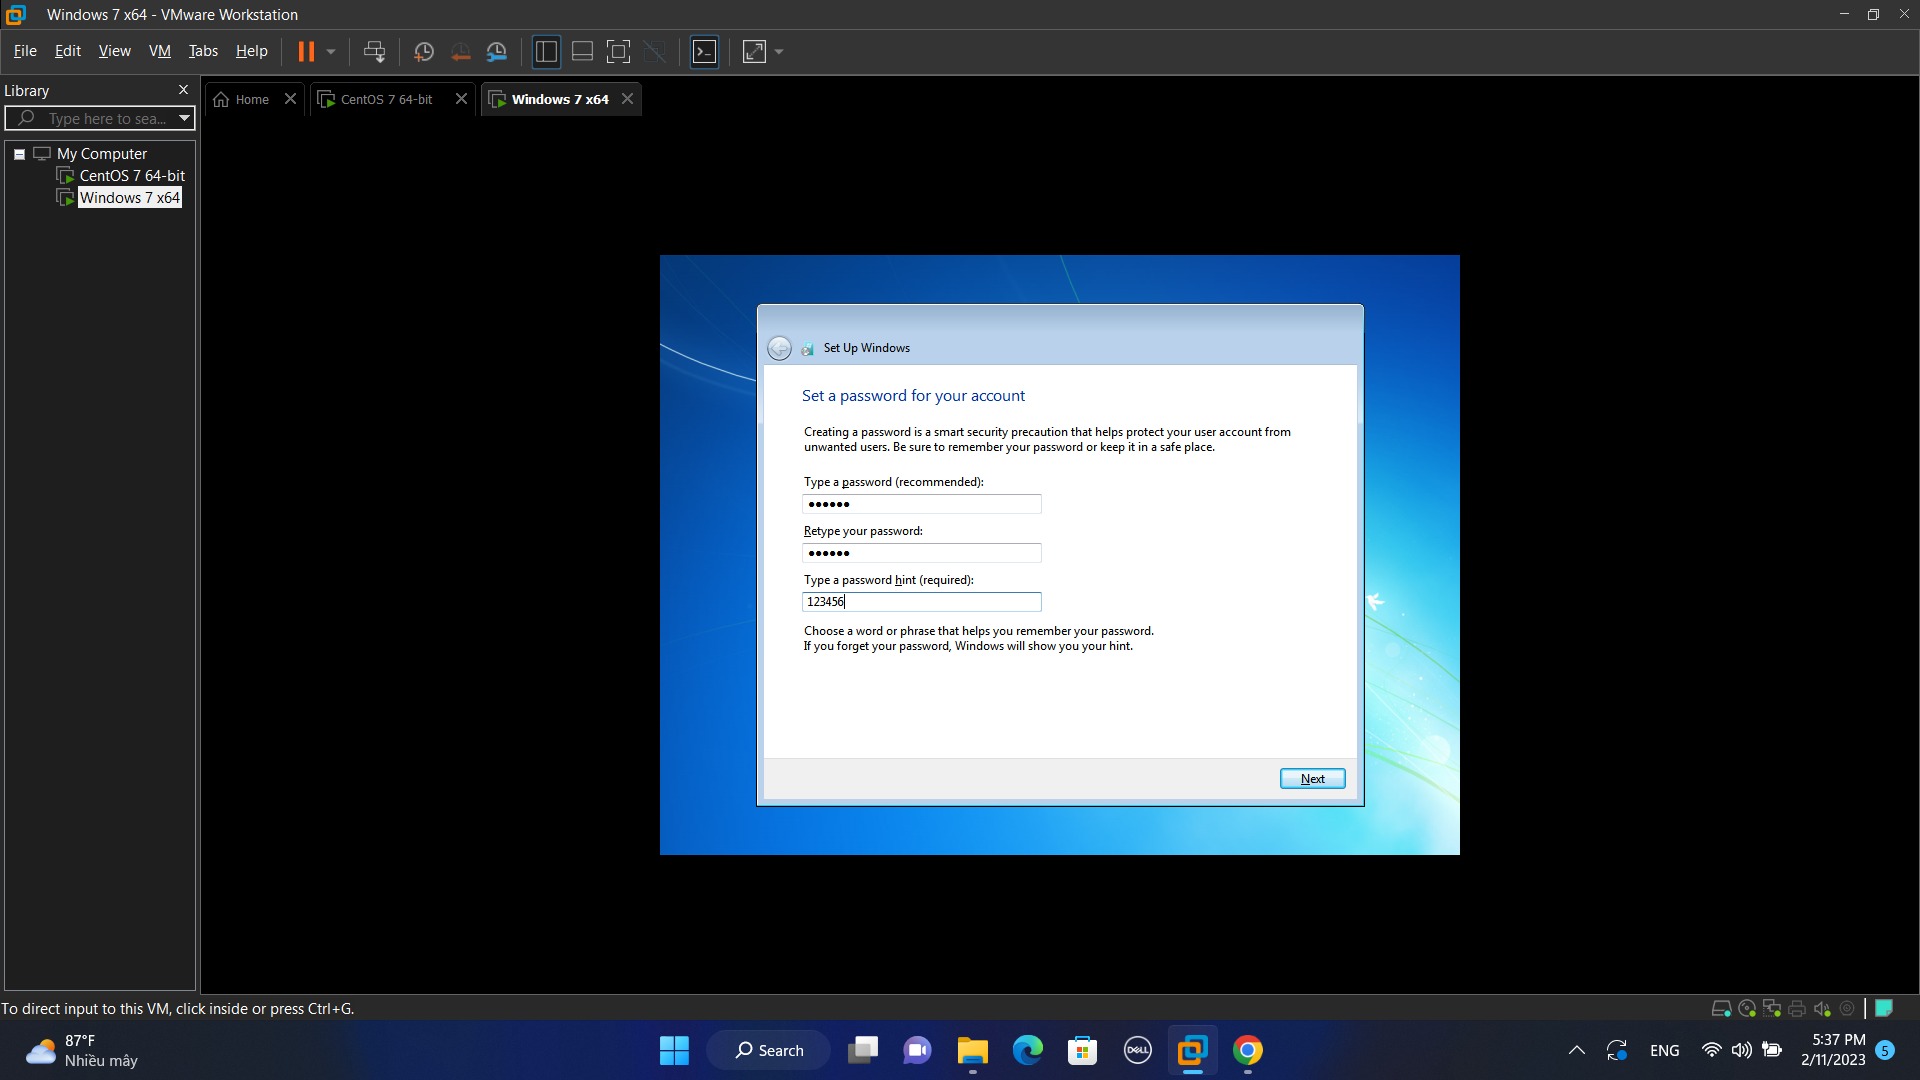 Windows 7 x64 - VMware Workstation
File Edit View VM Tabs Help
Library
Type here to sea...
My Computer
CentOS 7 64-bit
Windows 7 x64
Home
CentOS 7 64-bit
Windows 7 x64
Set Up Windows
Set a password for your account
Creating a password is a smart security precaution that helps protect your user account from
unwanted users. Be sure to remember your password or keep it in a safe place.
Type a password (recommended):
●●●●●●
Retype your password:
●●●●●●
Type a password hint (required):
123456
Choose a word or phrase that helps you remember your password.
If you forget your password, Windows will show you your hint.
Next
To direct input to this VM, click inside or press Ctrl+G.
87°F
Nhiều mây
Search
DELL
ENG
5:37 PM
2/11/2023
5